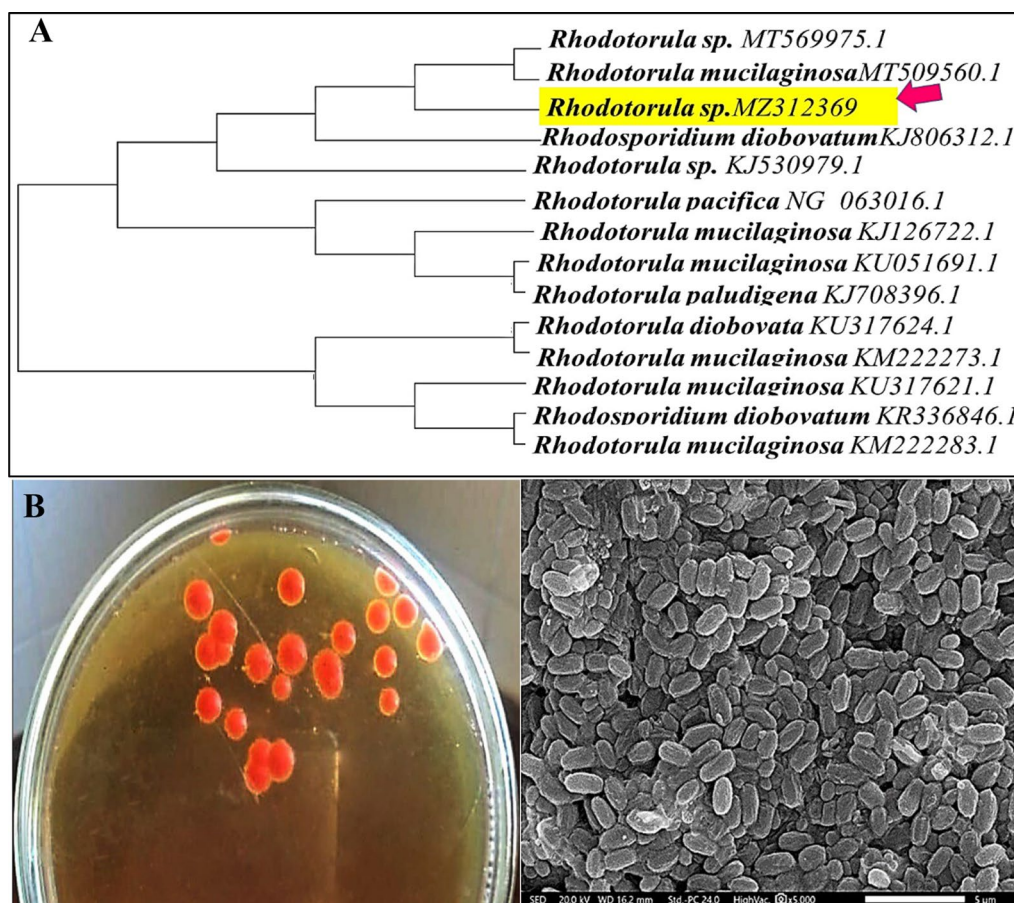 A
Rhodotorula sp. MT569975.1
Rhodotorula mucilaginosaMT509560.1
Rhodotorula sp.MZ312369
Rhodosporidium diobovatumKJ806312.1
Rhodotorula sp. KJ530979.1
Rhodotorula pacifica NG 063016.1
Rhodotorula mucilaginosa KJ126722.1
Rhodotorula mucilaginosa KU051691.1
Rhodotorula paludigena KJ708396.1
Rhodotorula diobovata KU317624.1
Rhodotorula mucilaginosa KM222273.1
Rhodotorula mucilaginosa KU317621.1
Rhodosporidium diobovatum KR336846.1
Rhodotorula mucilaginosa KM222283.1
B
SED 20.0 kV WD 16.2 mm Std.-PC 24.0 HighVac. x5.000 5 µm